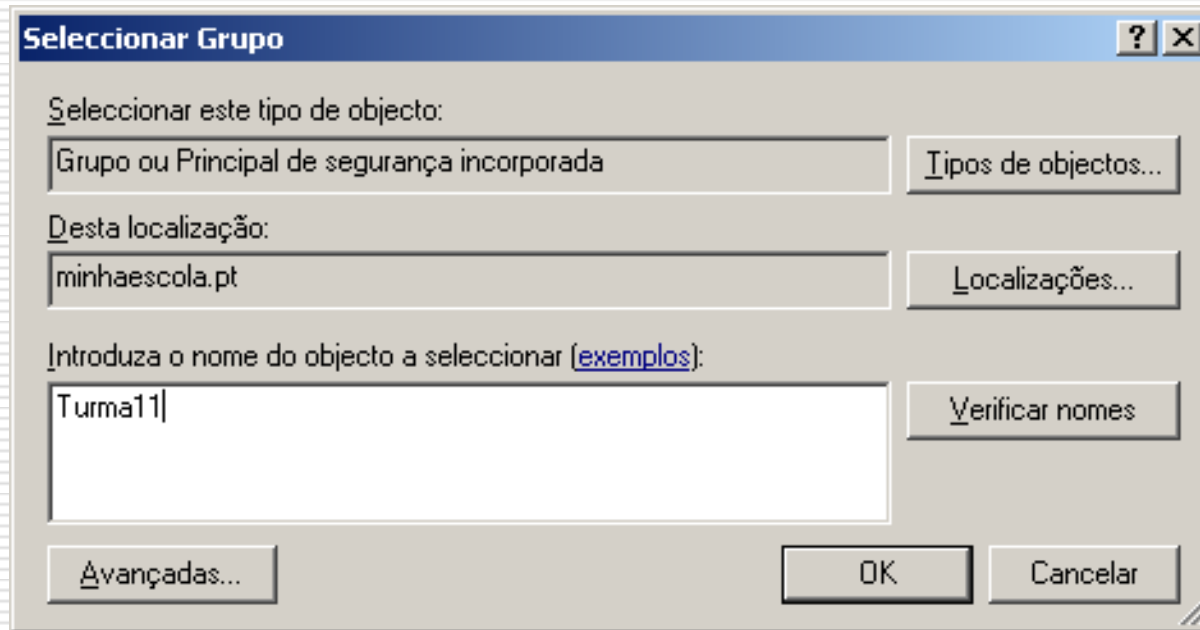 Seleccionar Grupo
Seleccionar este tipo de objecto:
Grupo ou Principal de segurança incorporada
Tipos de objectos...
Desta localização:
minhaescola.pt
Localizações...
Introduza o nome do objecto a seleccionar (exemplos):
Turma11
Verificar nomes
Avançadas...
OK
Cancelar